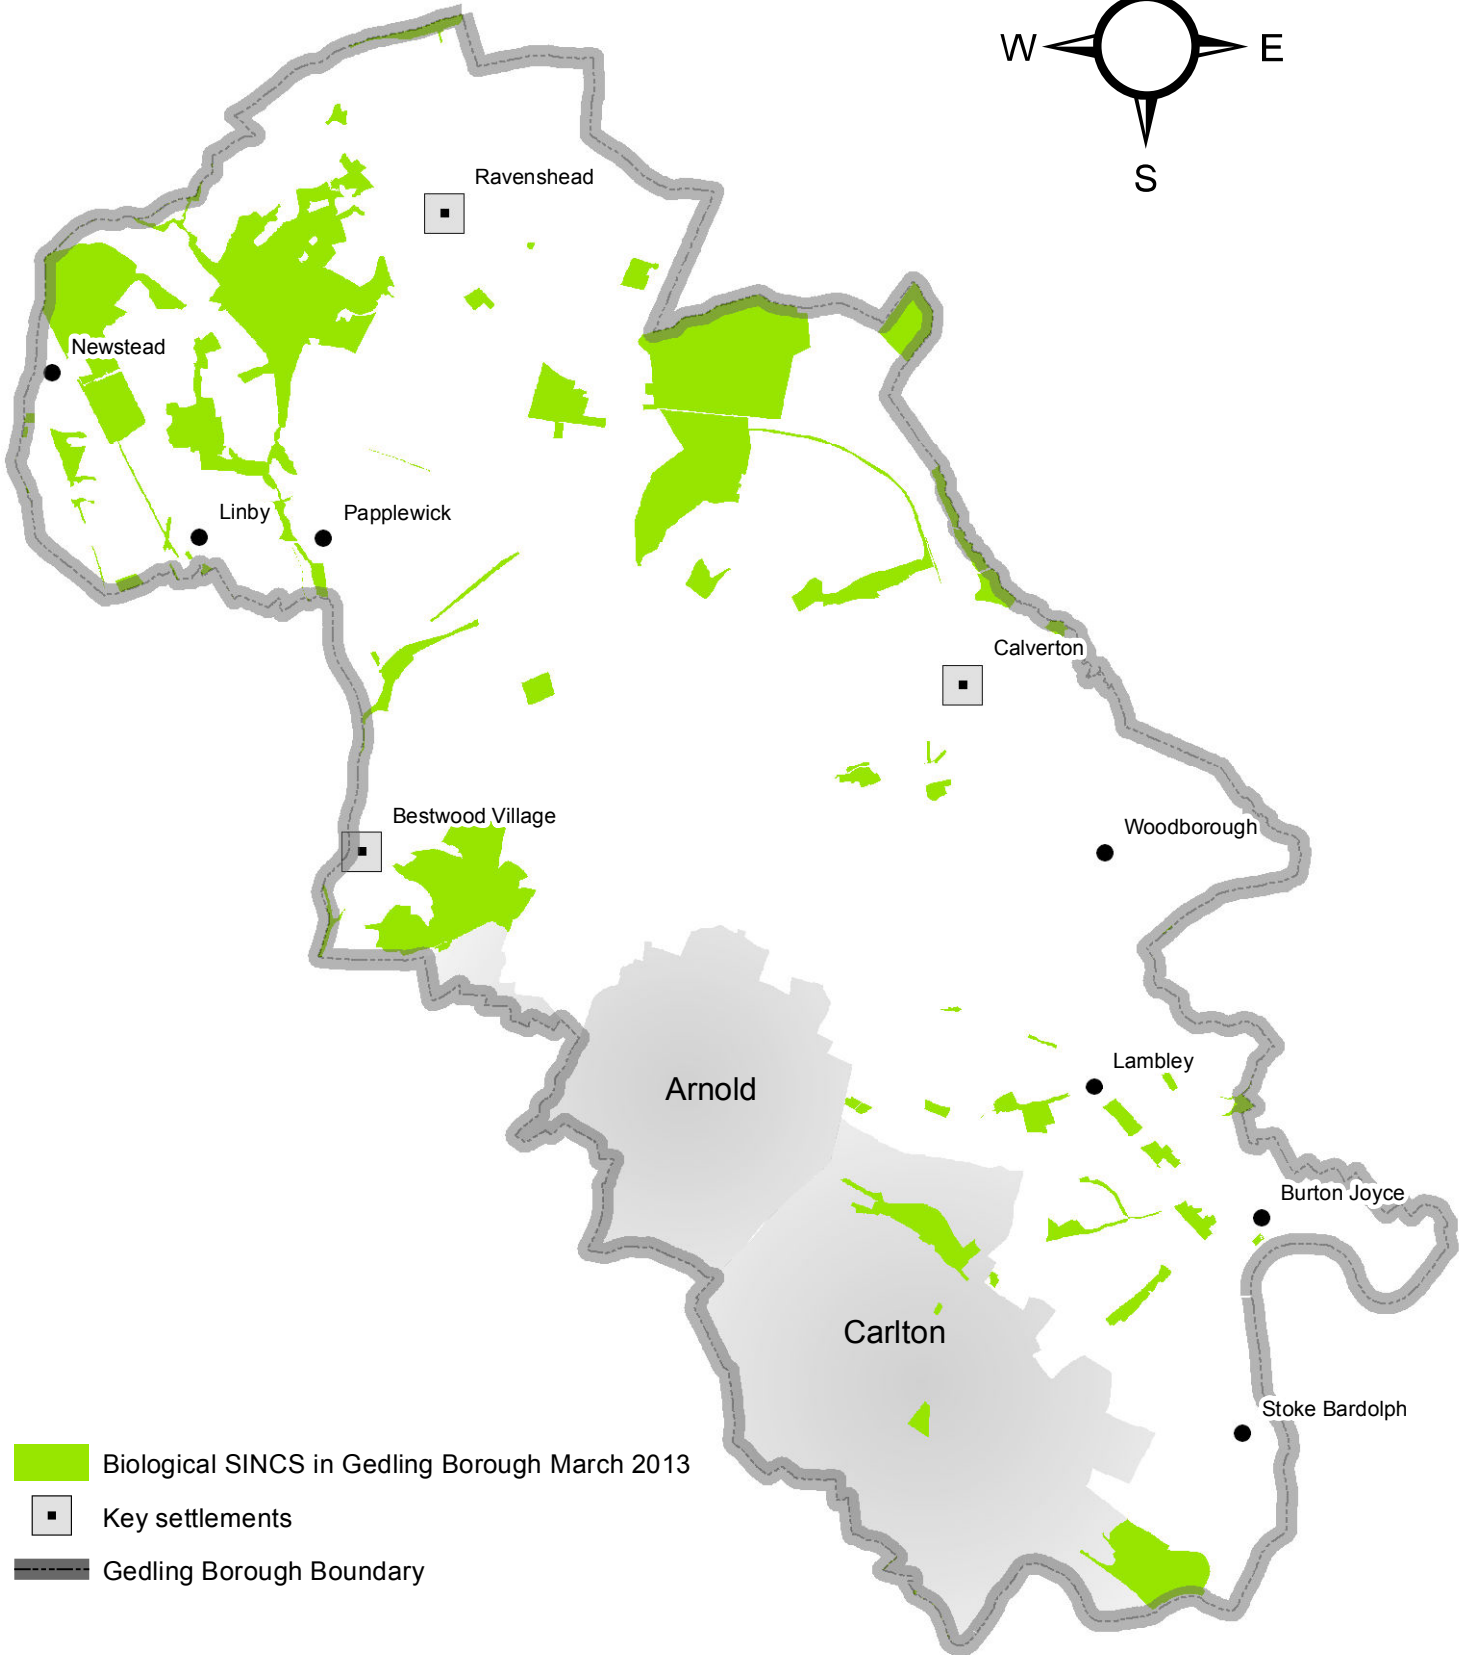 W
E
S
Ravenshead
Newstead
Linby
Papplewick
Calverton
Bestwood Village
Woodborough
Arnold
Lambley
Burton Joyce
Carlton
Stoke Bardolph
Biological SINCS in Gedling Borough March 2013
Key settlements
Gedling Borough Boundary